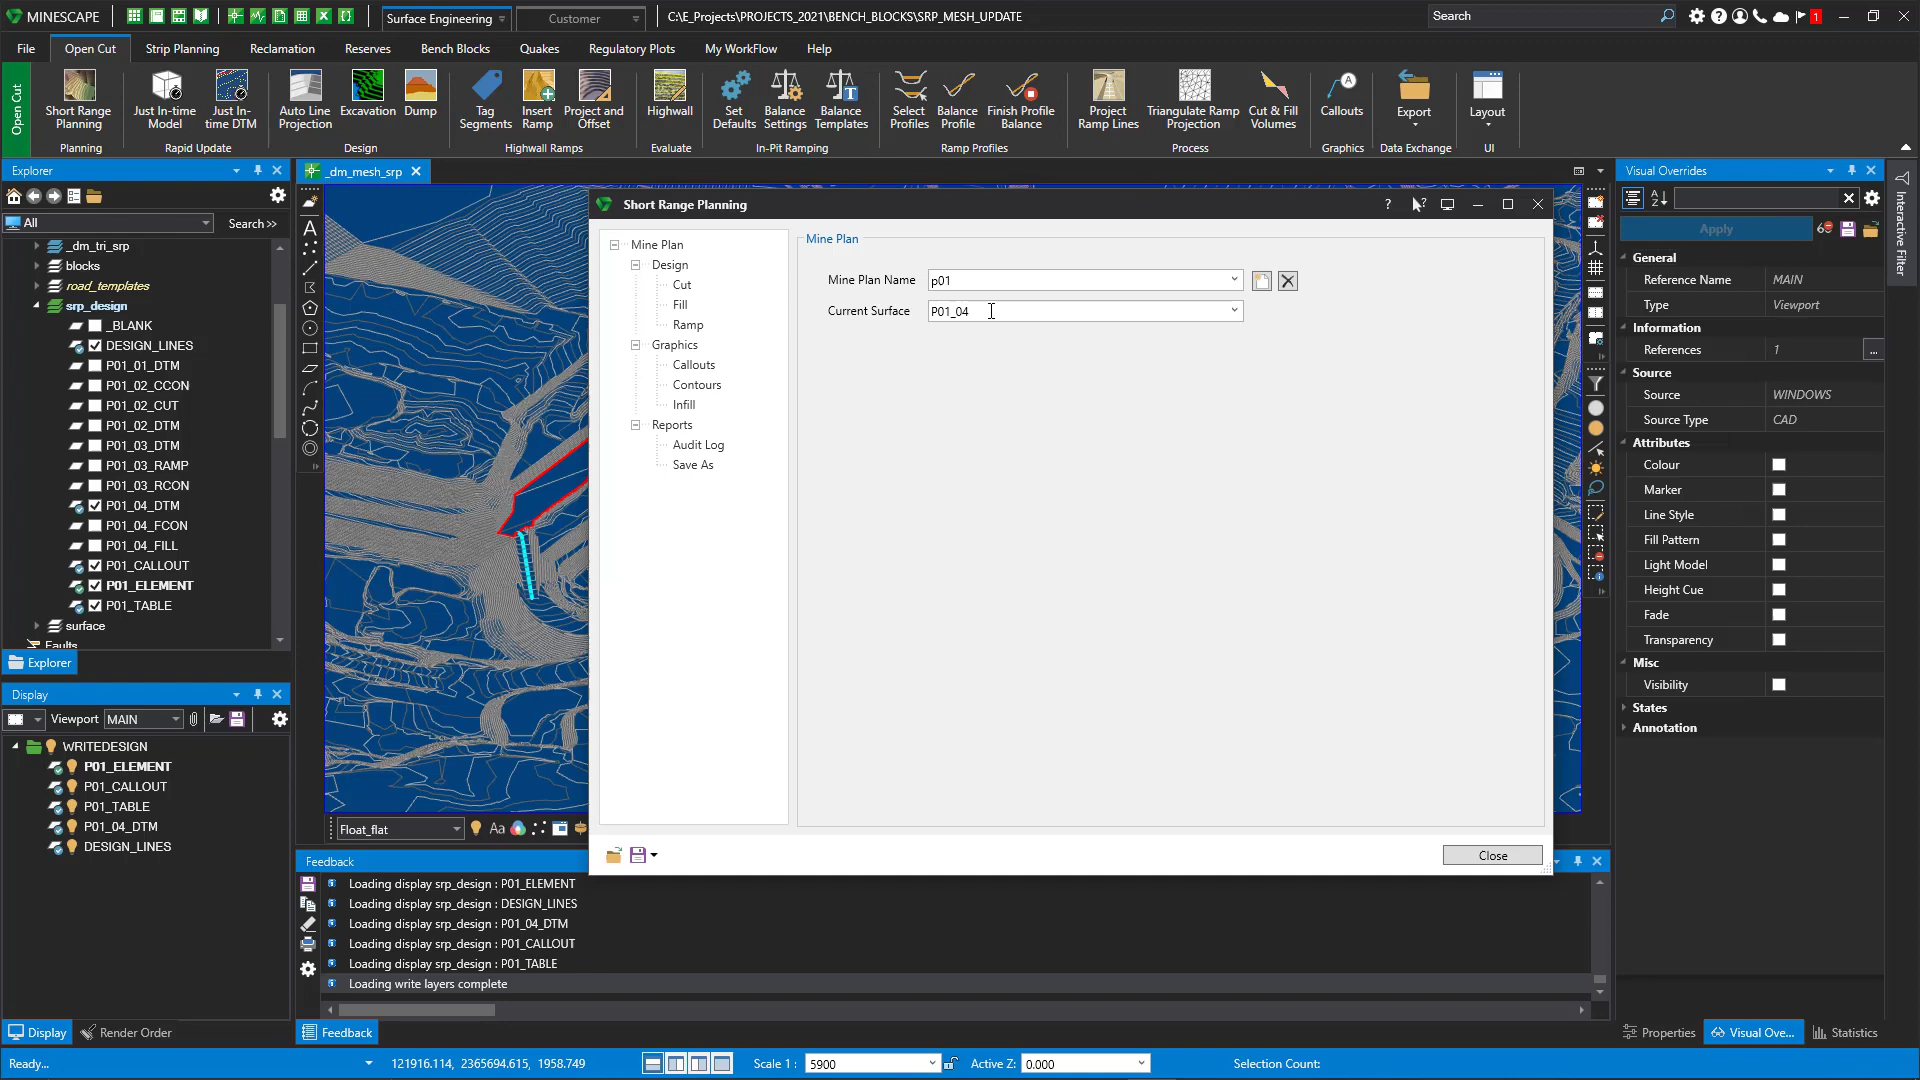 MINESCAPE
Surface Engineering
Customer
C:\E_Projects\PROJECTS_2021\BENCH_BLOCKS\SRP_MESH_UPDATE
Search
1
File
Open Cut
Strip Planning
Reclamation
Reserves
Bench Blocks
Quakes
Regulatory Plots
My WorkFlow
Help
Open Cut
Short Range Planning
Just In-time Model
Just In-time DTM
Auto Line Projection
Excavation
Dump
Tag Segments
Insert Ramp
Project and Offset
Highwall
Set Defaults
Balance Settings
Balance Templates
Select Profiles
Balance Profile
Finish Profile Balance
Project Ramp Lines
Triangulate Ramp Projection
Cut & Fill Volumes
Callouts
Export
Layout
Planning
Rapid Update
Design
Highwall Ramps
Evaluate
In-Pit Ramping
Ramp Profiles
Process
Graphics
Data Exchange
UI
Explorer
All
Search>>
_dm_tri_srp
blocks
road_templates
srp_design
_BLANK
DESIGN_LINES
P01_01_DTM
P01_02_CCON
P01_02_CUT
P01_02_DTM
P01_03_DTM
P01_03_RAMP
P01_03_RCON
P01_04_DTM
P01_04_FCON
P01_04_FILL
P01_CALLOUT
P01_ELEMENT
P01_TABLE
surface
Faults
Explorer
Display
Viewport
MAIN
WRITEDESIGN
P01_ELEMENT
P01_CALLOUT
P01_TABLE
P01_04_DTM
DESIGN_LINES
Display
Render Order
_dm_mesh_srp
Short Range Planning
Mine Plan
Design
Cut
Fill
Ramp
Graphics
Callouts
Contours
Infill
Reports
Audit Log
Save As
Mine Plan
Mine Plan Name
p01
Current Surface
P01_04
Close
Float_flat
Aa
Feedback
Loading display srp_design : P01_ELEMENT
Loading display srp_design : DESIGN_LINES
Loading display srp_design : P01_04_DTM
Loading display srp_design : P01_CALLOUT
Loading display srp_design : P01_TABLE
Loading write layers complete
Feedback
Visual Overrides
Apply
General
Reference Name
MAIN
Type
Viewport
Information
References
1
...
Source
Source
WINDOWS
Source Type
CAD
Attributes
Colour
Marker
Line Style
Fill Pattern
Light Model
Height Cue
Fade
Transparency
Misc
Visibility
States
Annotation
Interactive Filter
Properties
Visual Ove...
Statistics
Ready...
121916.114, 2365694.615, 1958.749
Scale 1 :
5900
Active Z:
0.000
Selection Count: